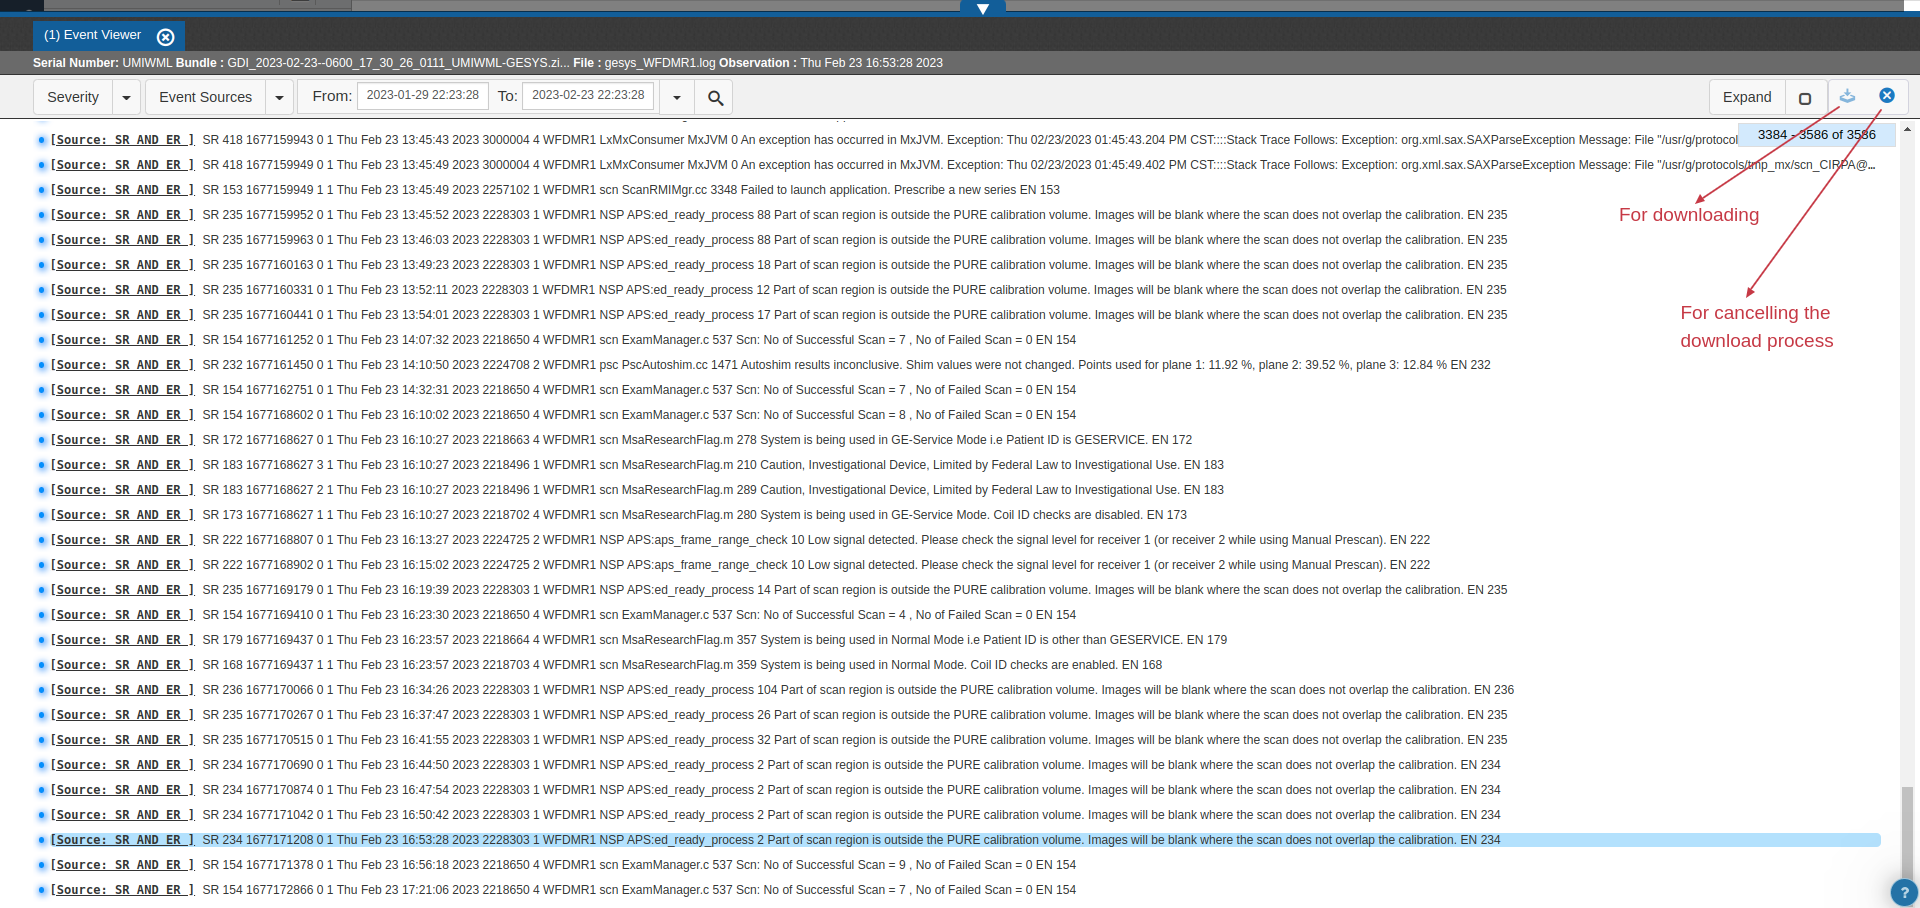 (1) Event Viewer
Serial Number: UMIWML Bundle : GDI_2023-02-23--0600_17_30_26_0111_UMIWML-GESYS.zi... File : gesys_WFDMR1.log Observation : Thu Feb 23 16:53:28 2023
Severity Event Sources From: 2023-01-29 22:23:28 To: 2023-02-23 22:23:28 Expand
3384 - 3586 of 3586
[Source: SR AND ER ] SR 418 1677159943 0 1 Thu Feb 23 13:45:43 2023 3000004 4 WFDMR1 LxMxConsumer MxJVM 0 An exception has occurred in MxJVM. Exception: Thu 02/23/2023 01:45:43.204 PM CST::::Stack Trace Follows: Exception: org.xml.sax.SAXParseException Message: File "/usr/g/protocol
[Source: SR AND ER ] SR 418 1677159949 0 1 Thu Feb 23 13:45:49 2023 3000004 4 WFDMR1 LxMxConsumer MxJVM 0 An exception has occurred in MxJVM. Exception: Thu 02/23/2023 01:45:49.402 PM CST::::Stack Trace Follows: Exception: org.xml.sax.SAXParseException Message: File "/usr/g/protocols/tmp_mx/scn_CIRPA@...
[Source: SR AND ER ] SR 153 1677159949 1 1 Thu Feb 23 13:45:49 2023 2257102 1 WFDMR1 scn ScanRMIMgr.cc 3348 Failed to launch application. Prescribe a new series EN 153
[Source: SR AND ER ] SR 235 1677159952 0 1 Thu Feb 23 13:45:52 2023 2228303 1 WFDMR1 NSP APS:ed_ready_process 88 Part of scan region is outside the PURE calibration volume. Images will be blank where the scan does not overlap the calibration. EN 235
For downloading
[Source: SR AND ER ] SR 235 1677159963 0 1 Thu Feb 23 13:46:03 2023 2228303 1 WFDMR1 NSP APS:ed_ready_process 88 Part of scan region is outside the PURE calibration volume. Images will be blank where the scan does not overlap the calibration. EN 235
[Source: SR AND ER ] SR 235 1677160163 0 1 Thu Feb 23 13:49:23 2023 2228303 1 WFDMR1 NSP APS:ed_ready_process 18 Part of scan region is outside the PURE calibration volume. Images will be blank where the scan does not overlap the calibration. EN 235
[Source: SR AND ER ] SR 235 1677160331 0 1 Thu Feb 23 13:52:11 2023 2228303 1 WFDMR1 NSP APS:ed_ready_process 12 Part of scan region is outside the PURE calibration volume. Images will be blank where the scan does not overlap the calibration. EN 235
[Source: SR AND ER ] SR 235 1677160441 0 1 Thu Feb 23 13:54:01 2023 2228303 1 WFDMR1 NSP APS:ed_ready_process 17 Part of scan region is outside the PURE calibration volume. Images will be blank where the scan does not overlap the calibration. EN 235
For cancelling the
download process
[Source: SR AND ER ] SR 154 1677161252 0 1 Thu Feb 23 14:07:32 2023 2218650 4 WFDMR1 scn ExamManager.c 537 Scn: No of Successful Scan = 7 , No of Failed Scan = 0 EN 154
[Source: SR AND ER ] SR 232 1677161450 0 1 Thu Feb 23 14:10:50 2023 2224708 2 WFDMR1 psc PscAutoshim.cc 1471 Autoshim results inconclusive. Shim values were not changed. Points used for plane 1: 11.92 %, plane 2: 39.52 %, plane 3: 12.84 % EN 232
[Source: SR AND ER ] SR 154 1677162751 0 1 Thu Feb 23 14:32:31 2023 2218650 4 WFDMR1 scn ExamManager.c 537 Scn: No of Successful Scan = 7 , No of Failed Scan = 0 EN 154
[Source: SR AND ER ] SR 154 1677168602 0 1 Thu Feb 23 16:10:02 2023 2218650 4 WFDMR1 scn ExamManager.c 537 Scn: No of Successful Scan = 8 , No of Failed Scan = 0 EN 154
[Source: SR AND ER ] SR 172 1677168627 0 1 Thu Feb 23 16:10:27 2023 2218663 4 WFDMR1 scn MsaResearchFlag.m 278 System is being used in GE-Service Mode i.e Patient ID is GESERVICE. EN 172
[Source: SR AND ER ] SR 183 1677168627 3 1 Thu Feb 23 16:10:27 2023 2218496 1 WFDMR1 scn MsaResearchFlag.m 210 Caution, Investigational Device, Limited by Federal Law to Investigational Use. EN 183
[Source: SR AND ER ] SR 183 1677168627 2 1 Thu Feb 23 16:10:27 2023 2218496 1 WFDMR1 scn MsaResearchFlag.m 289 Caution, Investigational Device, Limited by Federal Law to Investigational Use. EN 183
[Source: SR AND ER ] SR 173 1677168627 1 1 Thu Feb 23 16:10:27 2023 2218702 4 WFDMR1 scn MsaResearchFlag.m 280 System is being used in GE-Service Mode. Coil ID checks are disabled. EN 173
[Source: SR AND ER ] SR 222 1677168807 0 1 Thu Feb 23 16:13:27 2023 2224725 2 WFDMR1 NSP APS:aps_frame_range_check 10 Low signal detected. Please check the signal level for receiver 1 (or receiver 2 while using Manual Prescan). EN 222
[Source: SR AND ER ] SR 222 1677168902 0 1 Thu Feb 23 16:15:02 2023 2224725 2 WFDMR1 NSP APS:aps_frame_range_check 10 Low signal detected. Please check the signal level for receiver 1 (or receiver 2 while using Manual Prescan). EN 222
[Source: SR AND ER ] SR 235 1677169179 0 1 Thu Feb 23 16:19:39 2023 2228303 1 WFDMR1 NSP APS:ed_ready_process 14 Part of scan region is outside the PURE calibration volume. Images will be blank where the scan does not overlap the calibration. EN 235
[Source: SR AND ER ] SR 154 1677169410 0 1 Thu Feb 23 16:23:30 2023 2218650 4 WFDMR1 scn ExamManager.c 537 Scn: No of Successful Scan = 4 , No of Failed Scan = 0 EN 154
[Source: SR AND ER ] SR 179 1677169437 0 1 Thu Feb 23 16:23:57 2023 2218664 4 WFDMR1 scn MsaResearchFlag.m 357 System is being used in Normal Mode i.e Patient ID is other than GESERVICE. EN 179
[Source: SR AND ER ] SR 168 1677169437 1 1 Thu Feb 23 16:23:57 2023 2218703 4 WFDMR1 scn MsaResearchFlag.m 359 System is being used in Normal Mode. Coil ID checks are enabled. EN 168
[Source: SR AND ER ] SR 236 1677170066 0 1 Thu Feb 23 16:34:26 2023 2228303 1 WFDMR1 NSP APS:ed_ready_process 104 Part of scan region is outside the PURE calibration volume. Images will be blank where the scan does not overlap the calibration. EN 236
[Source: SR AND ER ] SR 235 1677170267 0 1 Thu Feb 23 16:37:47 2023 2228303 1 WFDMR1 NSP APS:ed_ready_process 26 Part of scan region is outside the PURE calibration volume. Images will be blank where the scan does not overlap the calibration. EN 235
[Source: SR AND ER ] SR 235 1677170515 0 1 Thu Feb 23 16:41:55 2023 2228303 1 WFDMR1 NSP APS:ed_ready_process 32 Part of scan region is outside the PURE calibration volume. Images will be blank where the scan does not overlap the calibration. EN 235
[Source: SR AND ER ] SR 234 1677170690 0 1 Thu Feb 23 16:44:50 2023 2228303 1 WFDMR1 NSP APS:ed_ready_process 2 Part of scan region is outside the PURE calibration volume. Images will be blank where the scan does not overlap the calibration. EN 234
[Source: SR AND ER ] SR 234 1677170874 0 1 Thu Feb 23 16:47:54 2023 2228303 1 WFDMR1 NSP APS:ed_ready_process 2 Part of scan region is outside the PURE calibration volume. Images will be blank where the scan does not overlap the calibration. EN 234
[Source: SR AND ER ] SR 234 1677171042 0 1 Thu Feb 23 16:50:42 2023 2228303 1 WFDMR1 NSP APS:ed_ready_process 2 Part of scan region is outside the PURE calibration volume. Images will be blank where the scan does not overlap the calibration. EN 234
[Source: SR AND ER ] SR 234 1677171208 0 1 Thu Feb 23 16:53:28 2023 2228303 1 WFDMR1 NSP APS:ed_ready_process 2 Part of scan region is outside the PURE calibration volume. Images will be blank where the scan does not overlap the calibration. EN 234
[Source: SR AND ER ] SR 154 1677171378 0 1 Thu Feb 23 16:56:18 2023 2218650 4 WFDMR1 scn ExamManager.c 537 Scn: No of Successful Scan = 9 , No of Failed Scan = 0 EN 154
[Source: SR AND ER ] SR 154 1677172866 0 1 Thu Feb 23 17:21:06 2023 2218650 4 WFDMR1 scn ExamManager.c 537 Scn: No of Successful Scan = 7 , No of Failed Scan = 0 EN 154
?